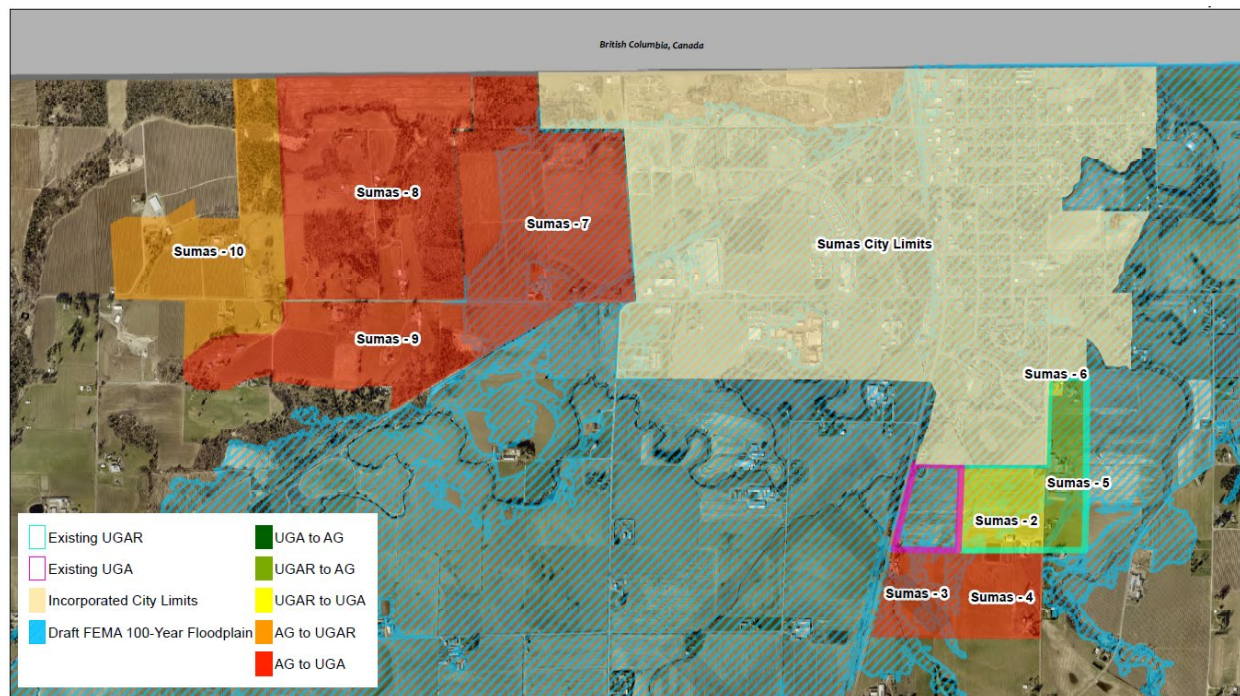 British Columbia, Canada
Sumas - 8
Sumas - 7
Sumas City Limits
Sumas - 10
Sumas - 9
Sumas - 6
Sumas - 5
Sumas - 2
Sumas - 3
Sumas - 4
Existing UGAR
Existing UGA
Incorporated City Limits
Draft FEMA 100-Year Floodplain
UGA to AG
UGAR to AG
UGAR to UGA
AG to UGAR
AG to UGA